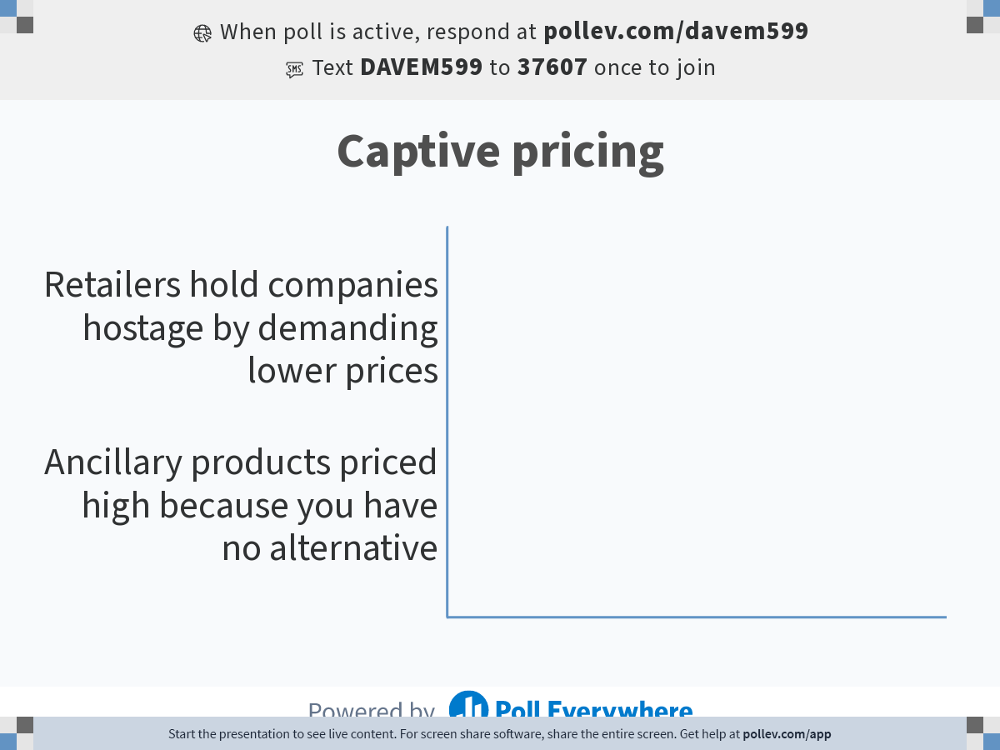 When poll is active, respond at pollev.com/davem599
SMS Text DAVEM599 to 37607 once to join
Captive pricing
Retailers hold companies
hostage by demanding
lower prices
Ancillary products priced
high because you have
no alternative
Powered by Poll Everywhere
Start the presentation to see live content. For screen share software, share the entire screen. Get help at pollev.com/app